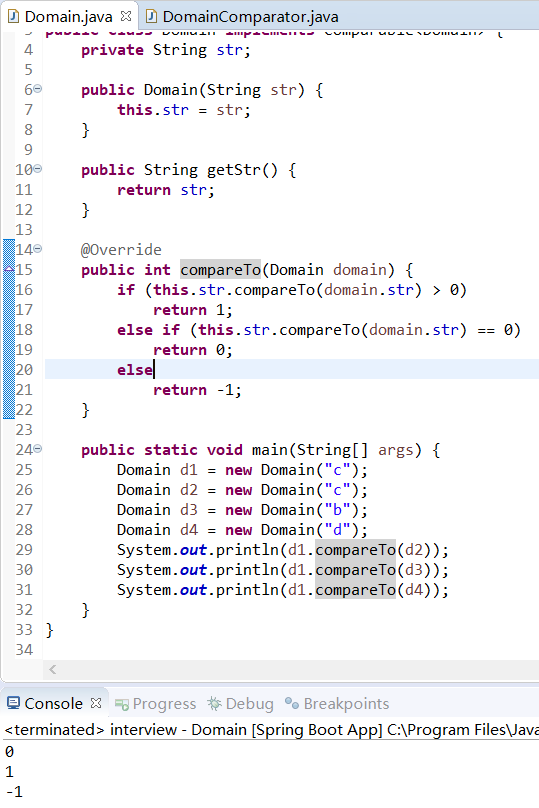 Domain.java DomainComparator.java
3 public class Domain implements Comparable<Domain> {
4     private String str;
5
6     public Domain(String str) {
7         this.str = str;
8     }
9
10     public String getStr() {
11         return str;
12     }
13
14     @Override
15     public int compareTo(Domain domain) {
16         if (this.str.compareTo(domain.str) > 0)
17             return 1;
18         else if (this.str.compareTo(domain.str) == 0)
19             return 0;
20         else
21             return -1;
22     }
23
24     public static void main(String[] args) {
25         Domain d1 = new Domain("c");
26         Domain d2 = new Domain("c");
27         Domain d3 = new Domain("b");
28         Domain d4 = new Domain("d");
29         System.out.println(d1.compareTo(d2));
30         System.out.println(d1.compareTo(d3));
31         System.out.println(d1.compareTo(d4));
32     }
33 }
34
Console Progress Debug Breakpoints
<terminated> interview - Domain [Spring Boot App] C:\Program Files\Java
0
1
-1